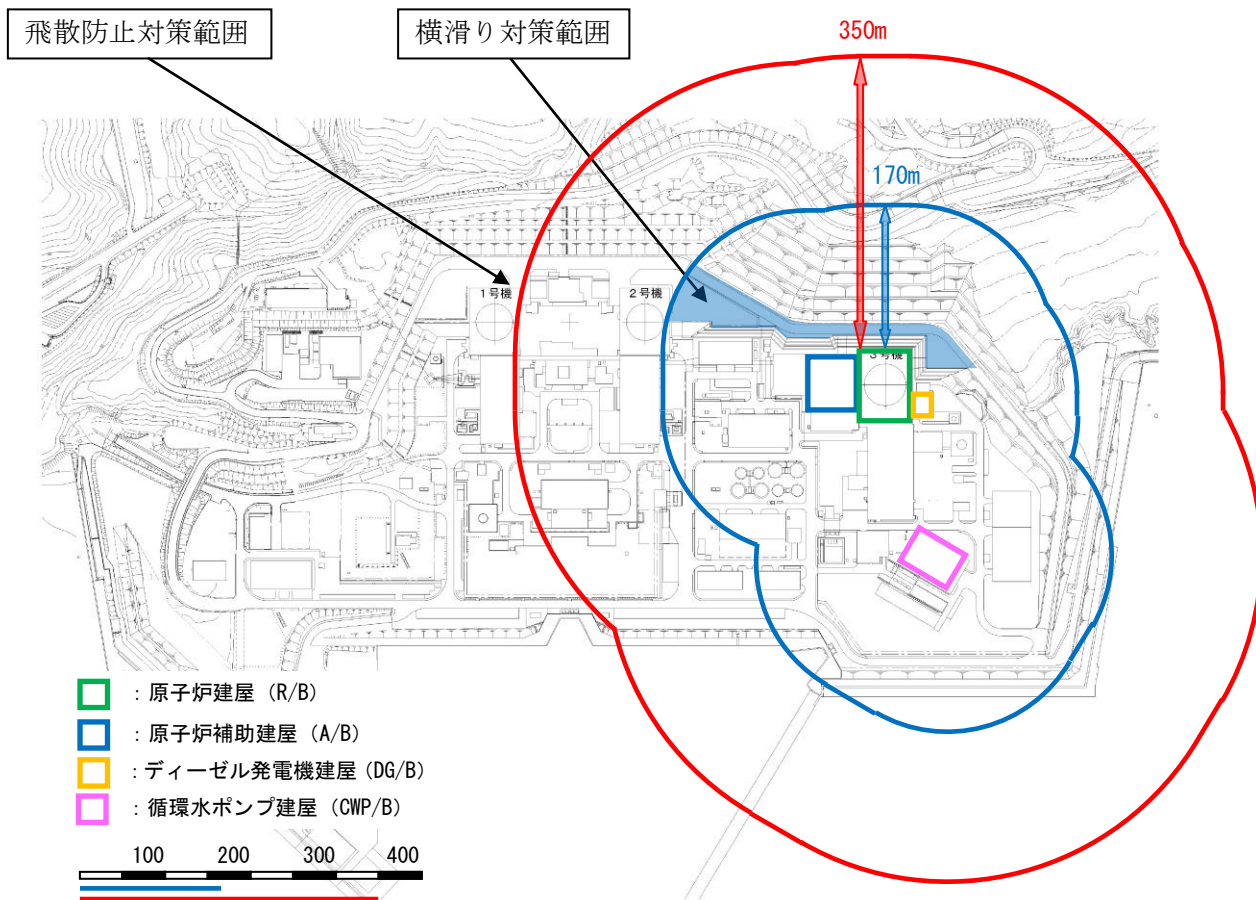 飛散防止対策範囲
横滑り対策範囲
350m
170m
1号機
2号機
3号機
：原子炉建屋（R/B）
：原子炉補助建屋（A/B）
：ディーゼル発電機建屋（DG/B）
：循環水ポンプ建屋（CWP/B）
100 200 300 400